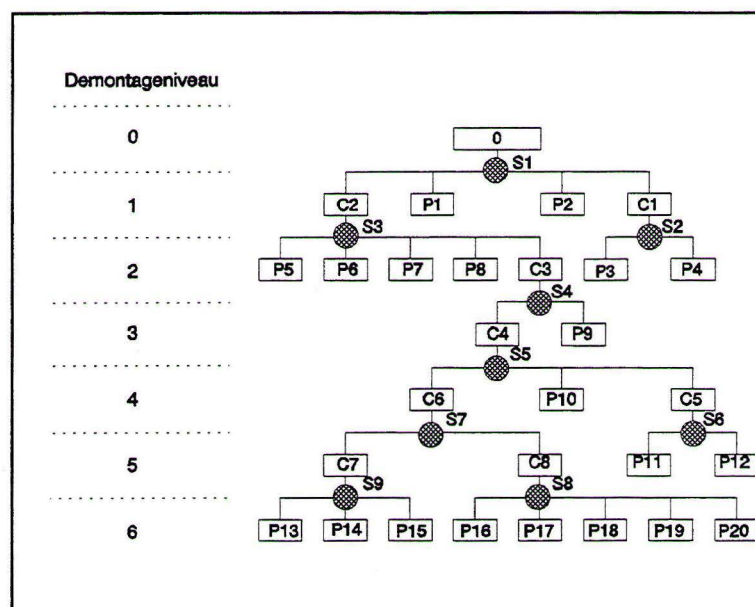 Demontageniveau
0 0
S1
1 C2 P1 P2 C1
S3 S2
2 P5 P6 P7 P8 C3 P3 P4
S4
3 C4 P9
S5
4 C6 P10 C5
S7 S6
5 C7 C8 P11 P12
S9 S8
6 P13 P14 P15 P16 P17 P18 P19 P20